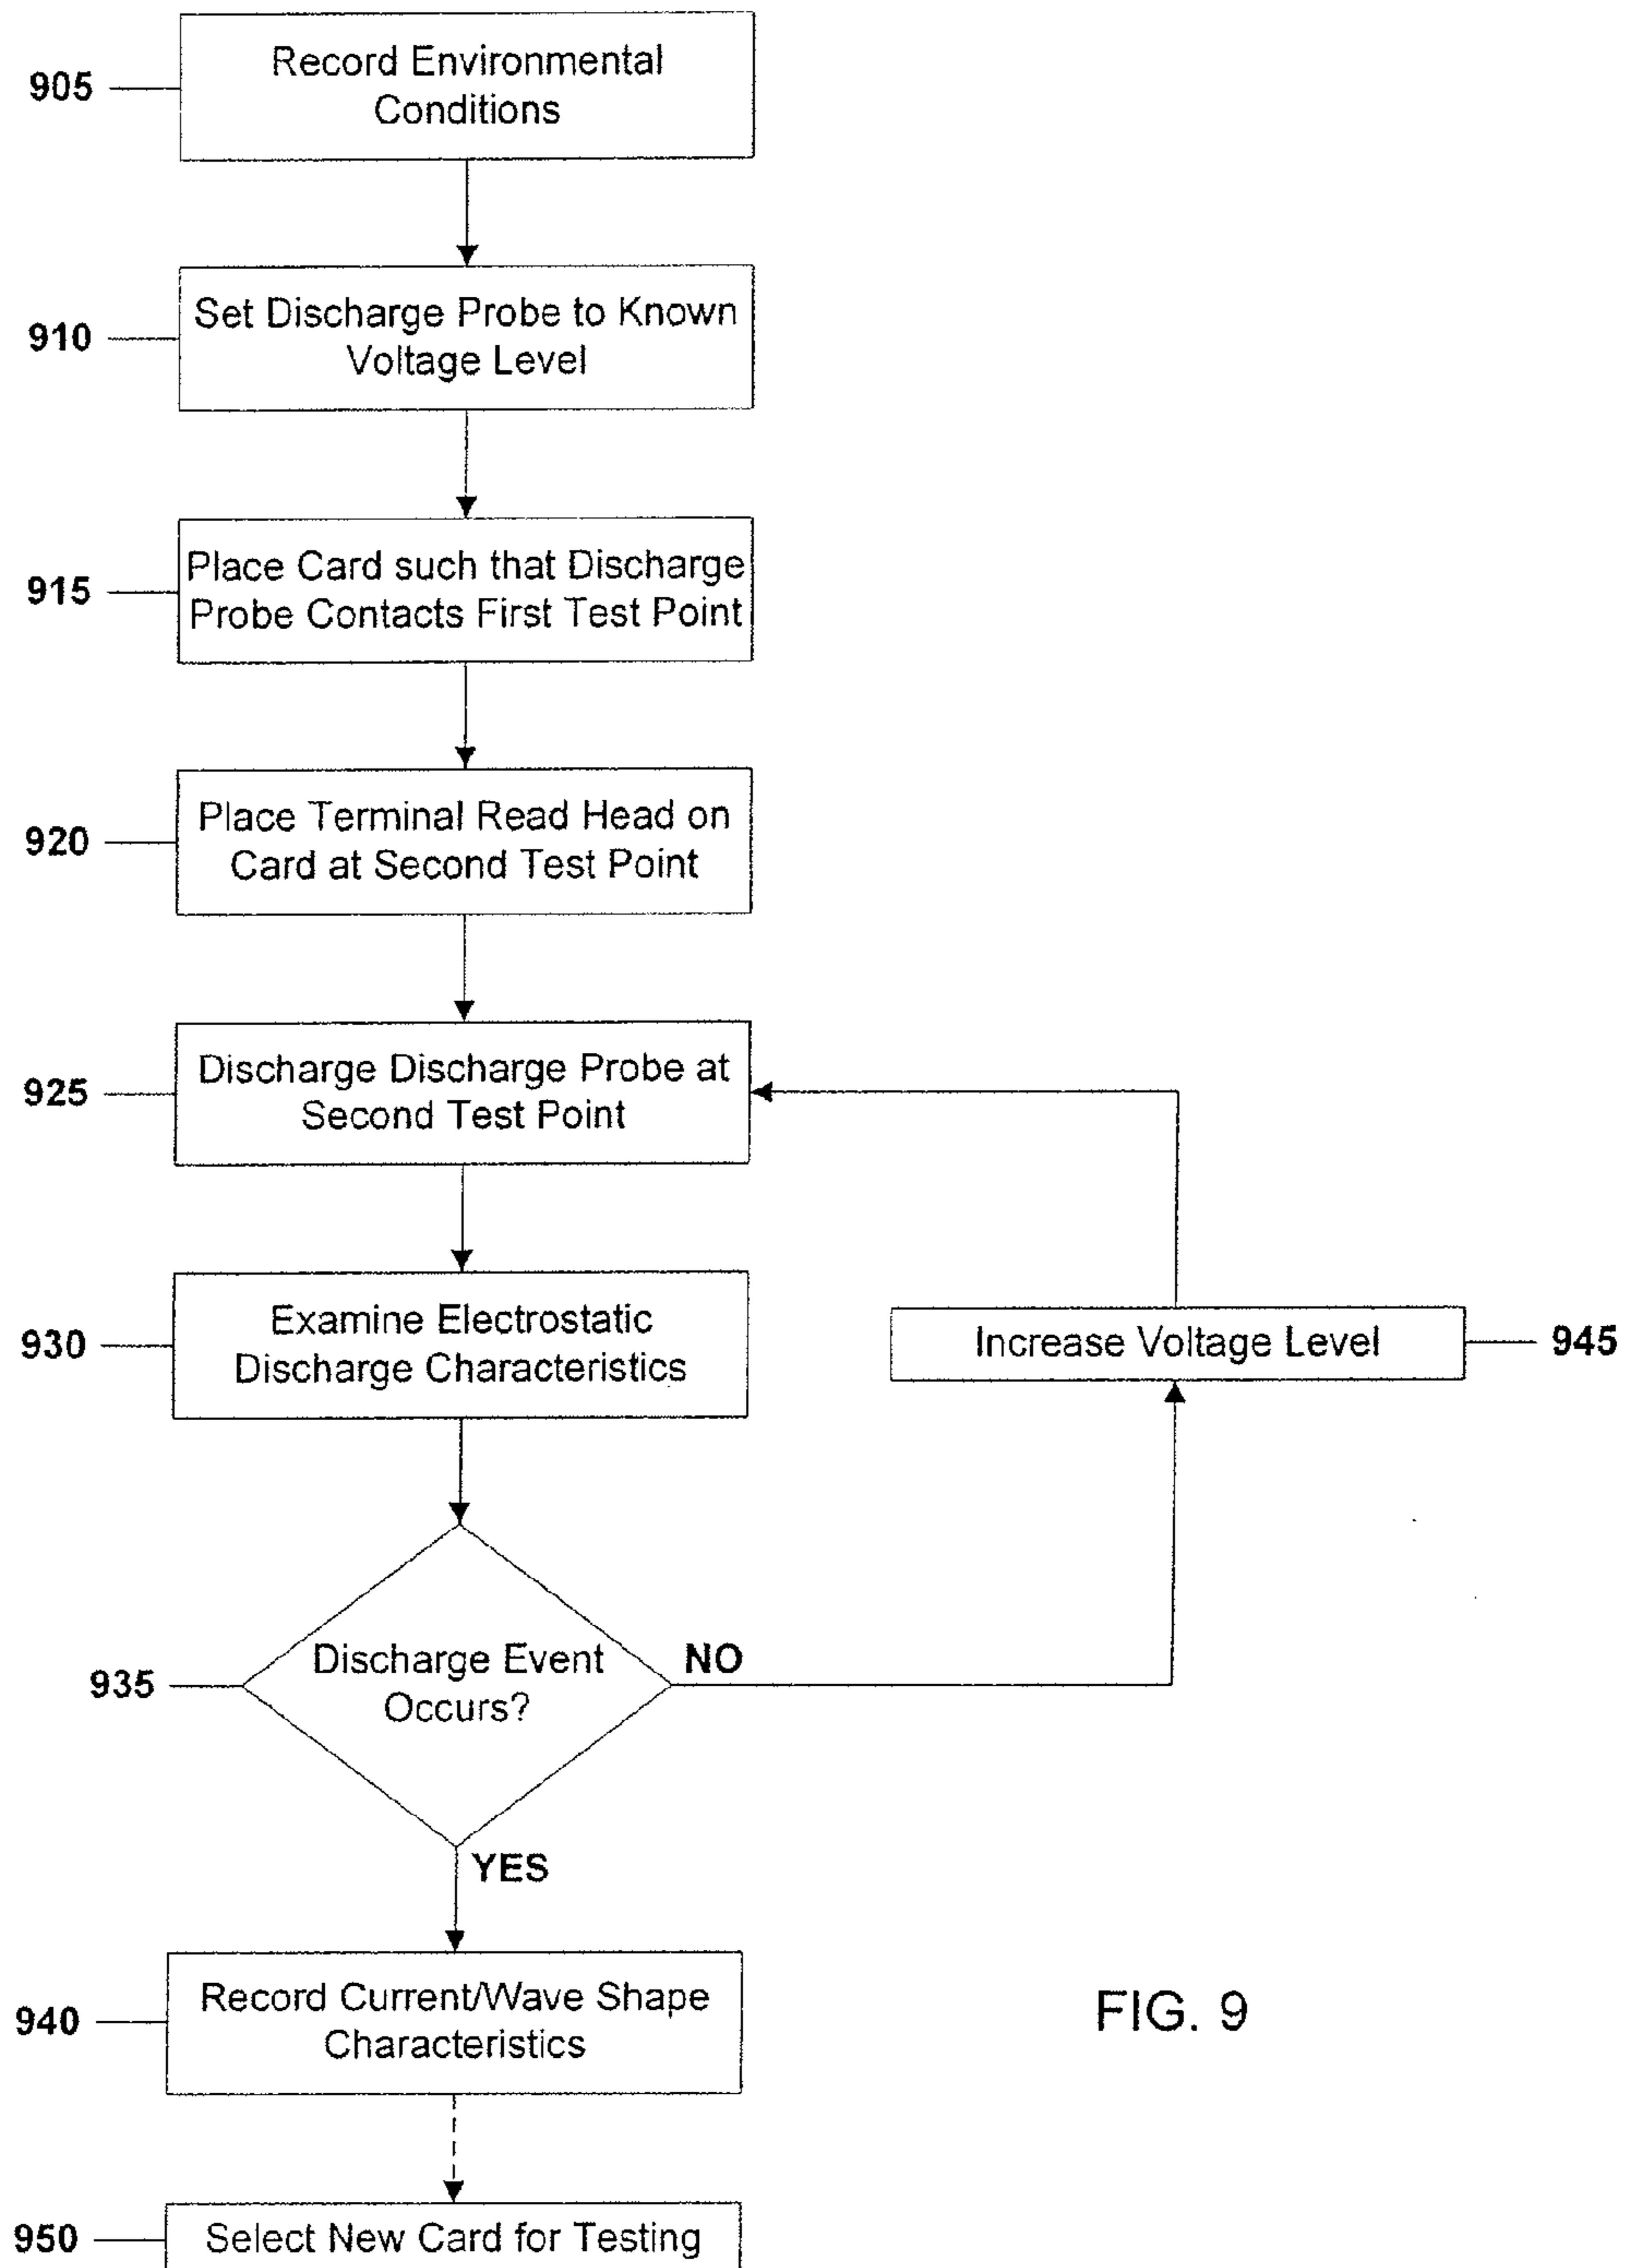 905
Record Environmental
Conditions
910
Set Discharge Probe to Known
Voltage Level
915
Place Card such that Discharge
Probe Contacts First Test Point
920
Place Terminal Read Head on
Card at Second Test Point
925
Discharge Discharge Probe at
Second Test Point
930
Examine Electrostatic
Discharge Characteristics
Increase Voltage Level
945
935
Discharge Event
Occurs?
NO
YES
940
Record Current/Wave Shape
Characteristics
FIG. 9
950
Select New Card for Testing